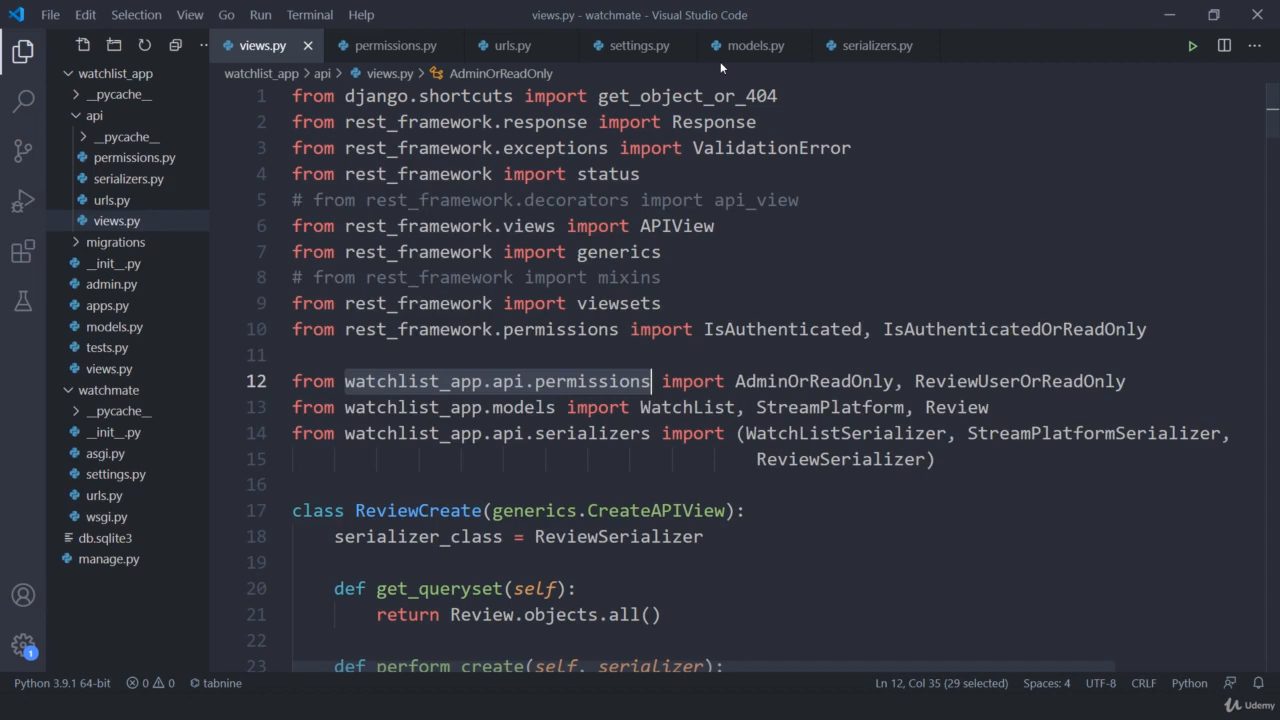 File Edit Selection View Go Run Terminal Help views.py - watchmate - Visual Studio Code
views.py permissions.py urls.py settings.py models.py serializers.py
watchlist_app > api > views.py > AdminOrReadOnly
watchlist_app
__pycache__
api
__pycache__
permissions.py
serializers.py
urls.py
views.py
migrations
__init__.py
admin.py
apps.py
models.py
tests.py
views.py
watchmate
__pycache__
__init__.py
asgi.py
settings.py
urls.py
wsgi.py
db.sqlite3
manage.py
1 from django.shortcuts import get_object_or_404
2 from rest_framework.response import Response
3 from rest_framework.exceptions import ValidationError
4 from rest_framework import status
5 # from rest_framework.decorators import api_view
6 from rest_framework.views import APIView
7 from rest_framework import generics
8 # from rest_framework import mixins
9 from rest_framework import viewsets
10 from rest_framework.permissions import IsAuthenticated, IsAuthenticatedOrReadOnly
11
12 from watchlist_app.api.permissions import AdminOrReadOnly, ReviewUserOrReadOnly
13 from watchlist_app.models import WatchList, StreamPlatform, Review
14 from watchlist_app.api.serializers import (WatchListSerializer, StreamPlatformSerializer,
15 ReviewSerializer)
16
17 class ReviewCreate(generics.CreateAPIView):
18 serializer_class = ReviewSerializer
19
20 def get_queryset(self):
21 return Review.objects.all()
22
23 def perform_create(self, serializer):
1
Python 3.9.1 64-bit 0 0 tabnine Ln 12, Col 35 (29 selected) Spaces: 4 UTF-8 CRLF Python
Udemy